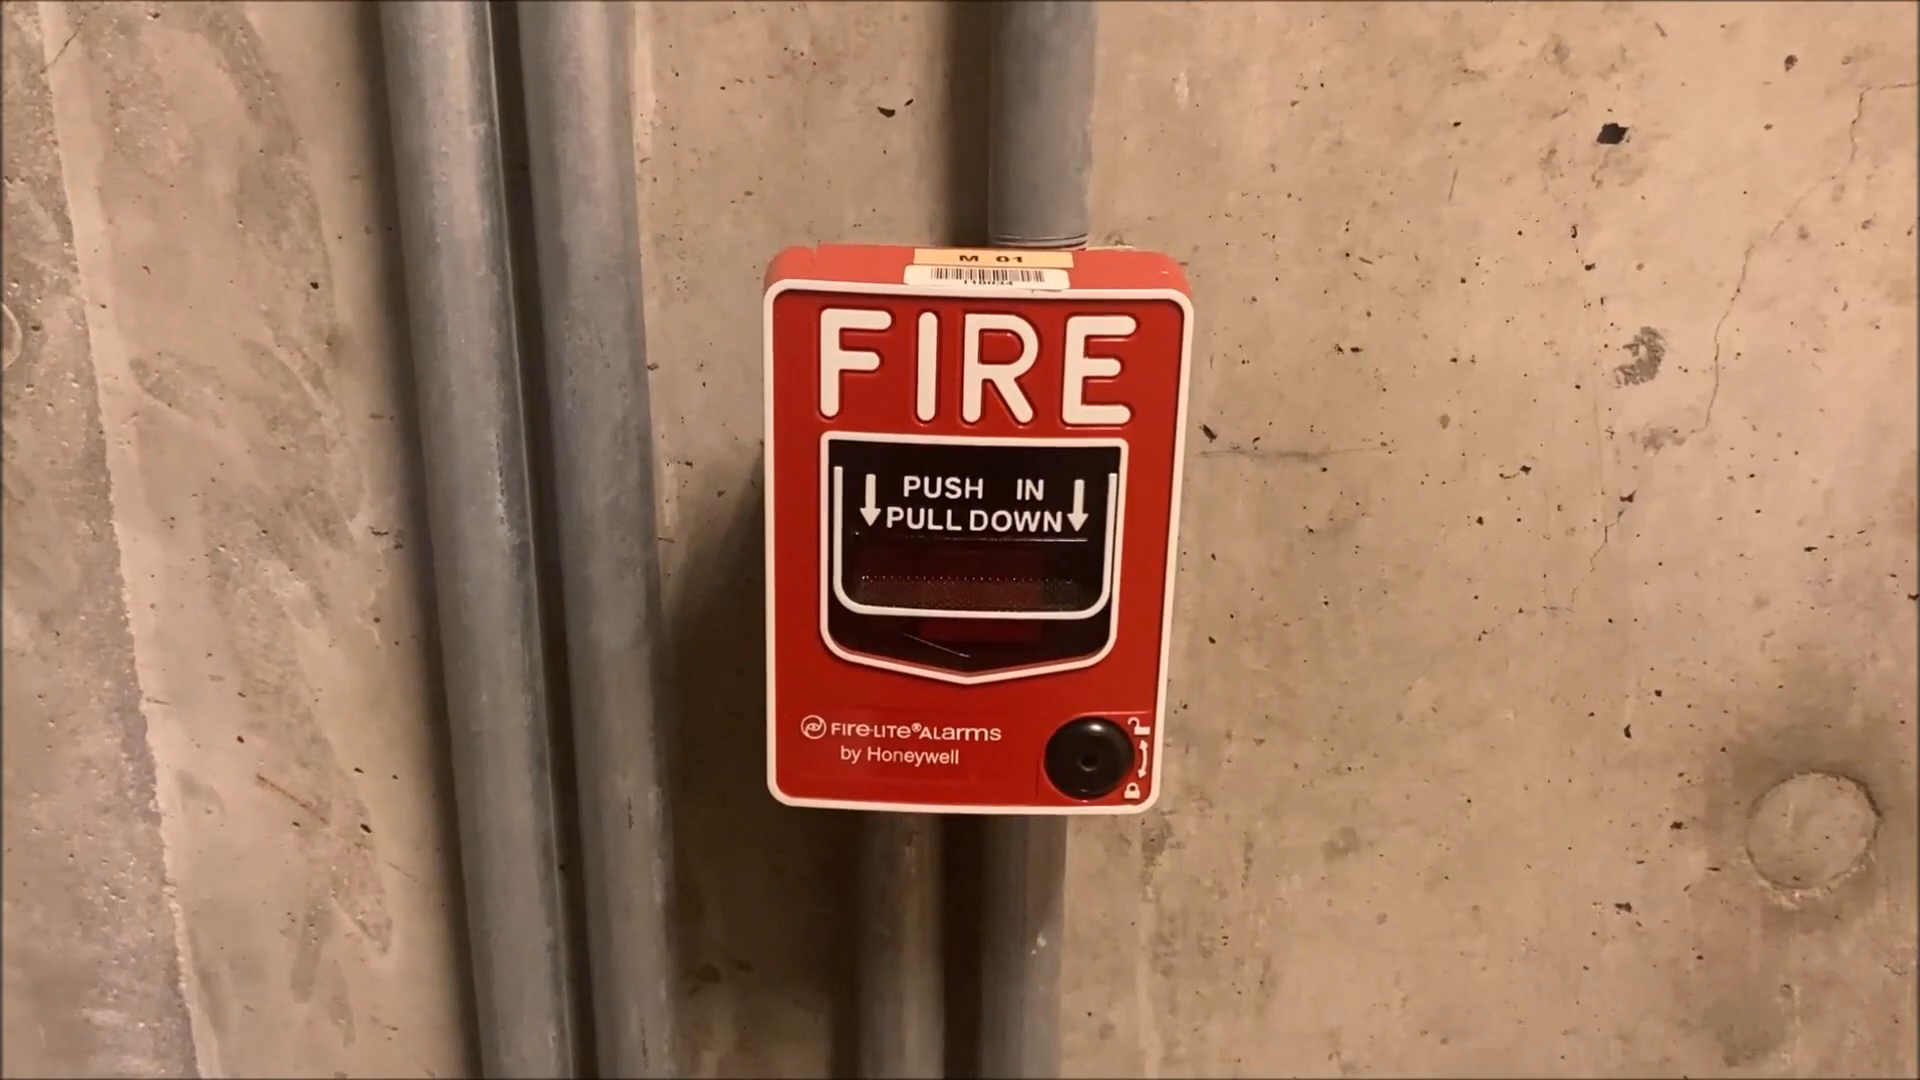 M 01
FIRE
PUSH IN
PULL DOWN
FIRE-LITE® ALARMS
by Honeywell